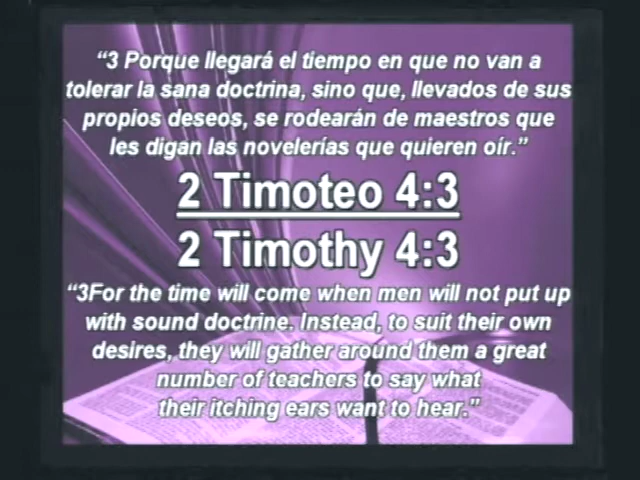 “3 Porque llegará el tiempo en que no van a
tolerar la sana doctrina, sino que, llevados de sus
propios deseos, se rodearán de maestros que
les digan las novelerías que quieren oír.”
2 Timoteo 4:3
2 Timothy 4:3
“3For the time will come when men will not put up
with sound doctrine. Instead, to suit their own
desires, they will gather around them a great
number of teachers to say what
their itching ears want to hear.”